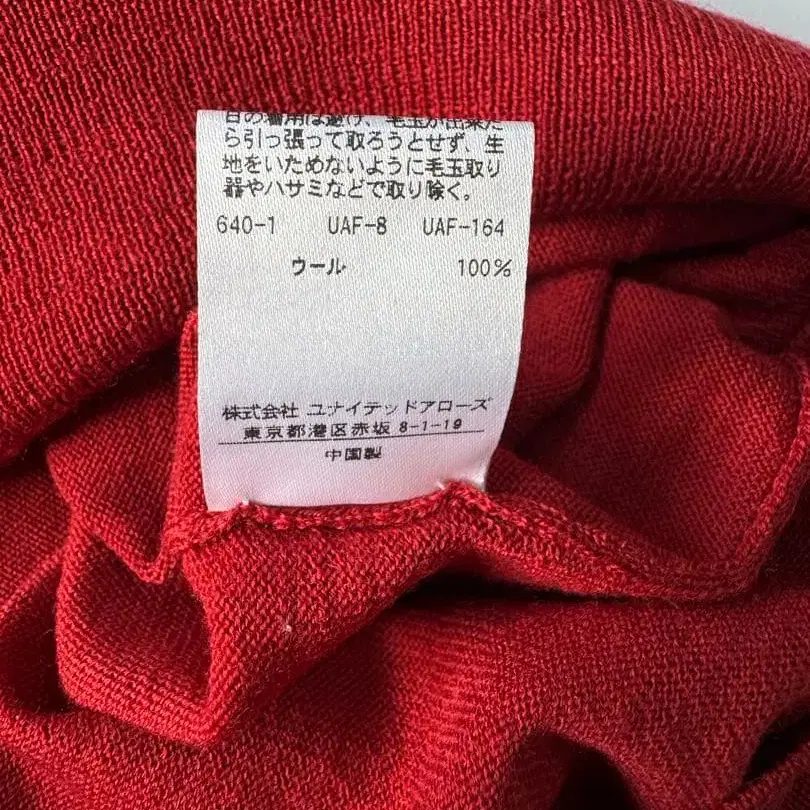 日の着用は避け、毛玉が出来た
ら引っ張って取ろうとせず、生
地をいためないように毛玉取り
器やハサミなどで取り除く。
640-1 UAF-8 UAF-164
ウール 100%
株式会社 ユナイテッドアローズ
東京都港区赤坂 8-1-19
中国製